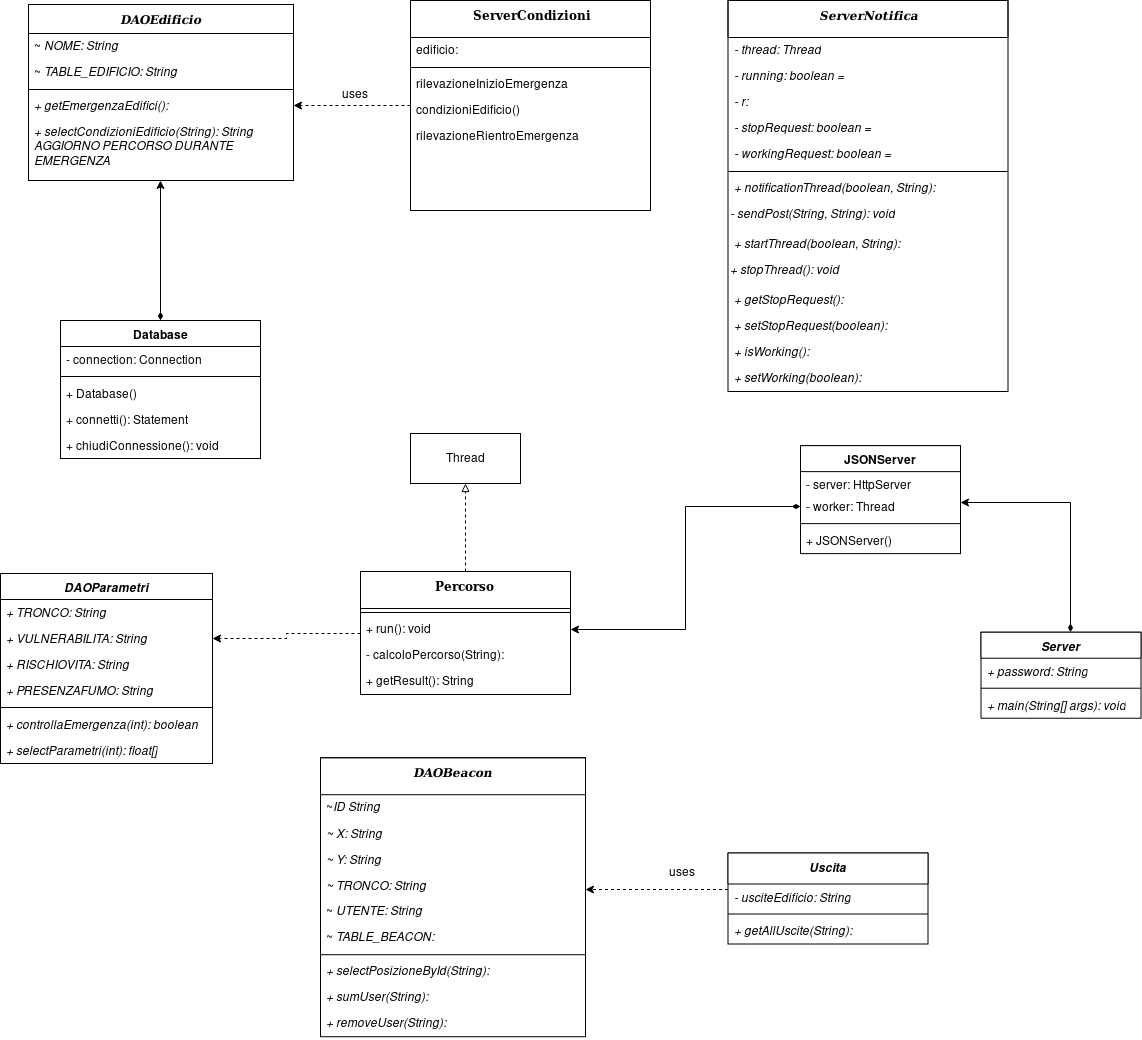 DAOEdificio
~ NOME: String
~ TABLE_EDIFICIO: String
+ getEmergenzaEdifici():
+ selectCondizioniEdificio(String): String
AGGIORNO PERCORSO DURANTE
EMERGENZA
uses
ServerCondizioni
edificio:
rilevazioneInizioEmergenza
condizioniEdificio()
rilevazioneRientroEmergenza
ServerNotifica
- thread: Thread
- running: boolean =
- r:
- stopRequest: boolean =
- workingRequest: boolean =
+ notificationThread(boolean, String):
- sendPost(String, String): void
+ startThread(boolean, String):
+ stopThread(): void
+ getStopRequest():
+ setStopRequest(boolean):
+ isWorking():
+ setWorking(boolean):
Database
- connection: Connection
+ Database()
+ connetti(): Statement
+ chiudiConnessione(): void
Thread
JSONServer
- server: HttpServer
- worker: Thread
+ JSONServer()
DAOParametri
+ TRONCO: String
+ VULNERABILITA: String
+ RISCHIOVITA: String
+ PRESENZAFUMO: String
+ controllaEmergenza(int): boolean
+ selectParametri(int): float[]
Percorso
+ run(): void
- calcoloPercorso(String):
+ getResult(): String
Server
+ password: String
+ main(String[] args): void
DAOBeacon
~ID String
~ X: String
~ Y: String
~ TRONCO: String
~ UTENTE: String
~ TABLE_BEACON:
+ selectPosizioneById(String):
+ sumUser(String):
+ removeUser(String):
uses
Uscita
- usciteEdificio: String
+ getAllUscite(String):